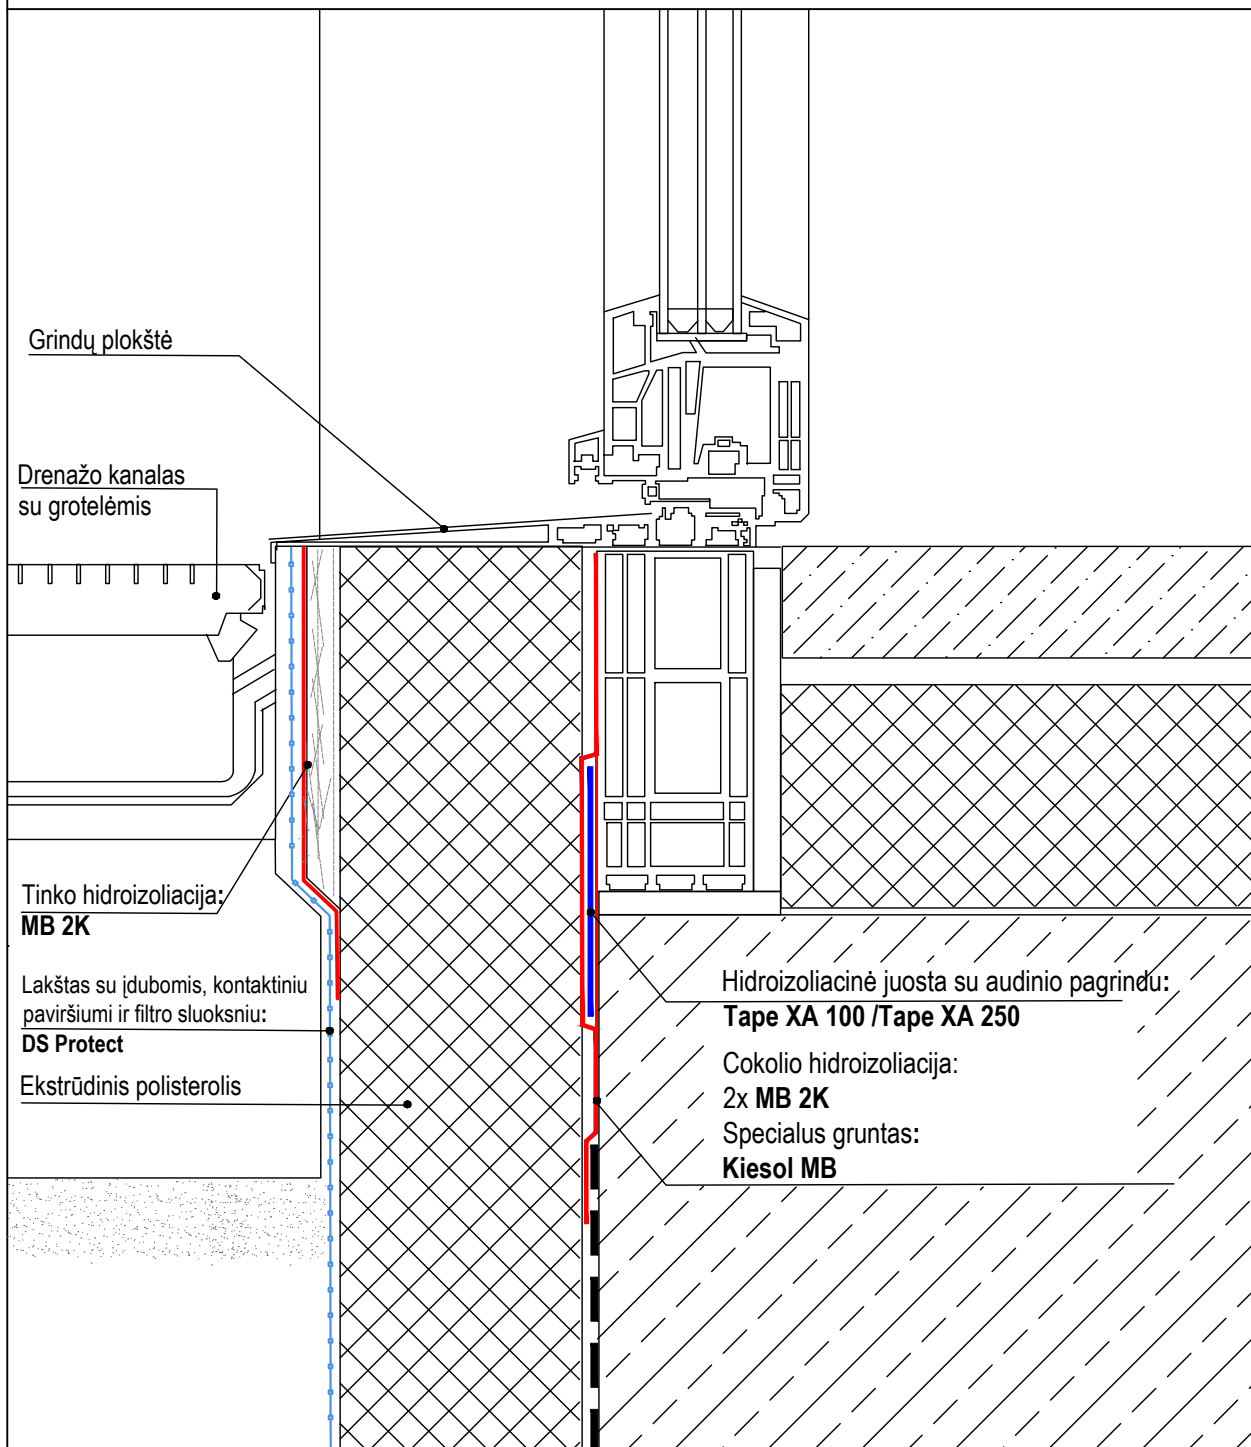 Grindų plokštė
Drenažo kanalas
su grotelėmis
Tinko hidroizoliacija:
MB 2K
Lakštas su įdubomis, kontaktiniu
paviršiumi ir filtro sluoksniu:
DS Protect
Ekstrūdinis polisterolis
Hidroizoliacinė juosta su audinio pagrindu:
Tape XA 100 /Tape XA 250
Cokolio hidroizoliacija:
2x MB 2K
Specialus gruntas:
Kiesol MB